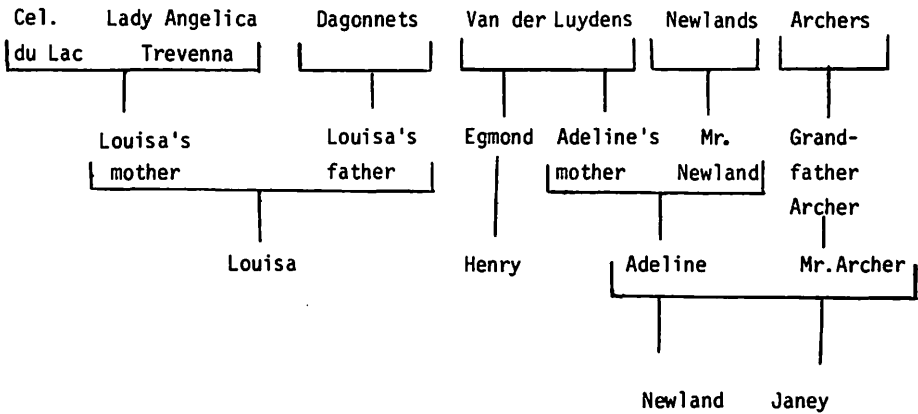 Cel. Lady Angelica Dagonnets Van der Luydens Newlands Archers
du Lac Trevenna
Louisa's Louisa's Egmond Adeline's Mr. Grand-
mother father mother Newland father
Archer
Louisa Henry Adeline Mr.Archer
Newland Janey